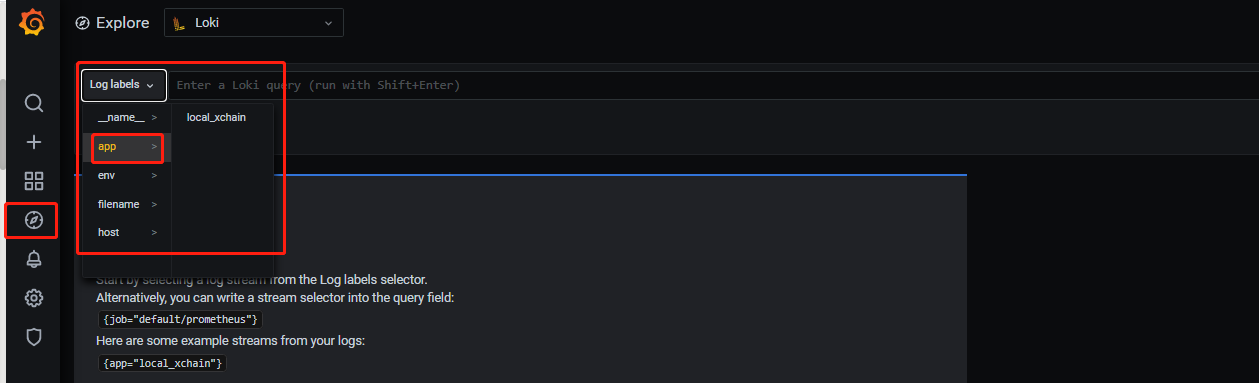 Explore Loki
Log labels Enter a Loki query (run with Shift+Enter)
__name__ > local_xchain
app >
env >
filename >
host >
Start by selecting a log stream from the Log labels selector.
Alternatively, you can write a stream selector into the query field:
{job="default/prometheus"}
Here are some example streams from your logs:
{app="local_xchain"}